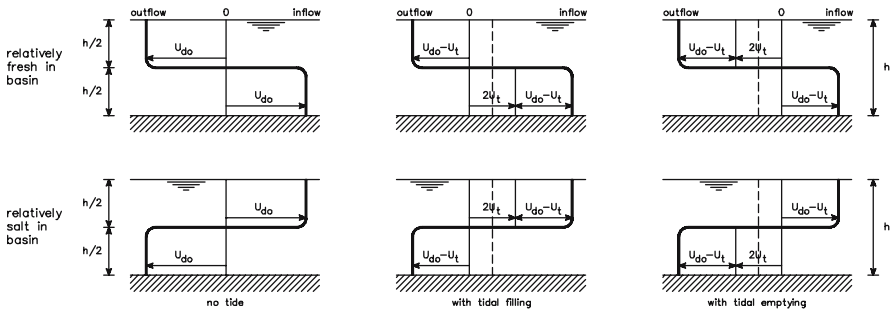 outflow 0 inflow outflow 0 inflow outflow 0 inflow
relatively
fresh in
basin
h/2
U_do
U_do–U_t
U_do–U_t 2U_t
h
h/2
U_do
2U_t U_do–U_t
U_do–U_t
relatively
salt in
basin
h/2
U_do
2U_t U_do–U_t
U_do–U_t
h
h/2
U_do
U_do–U_t
U_do–U_t 2U_t
no tide with tidal filling with tidal emptying